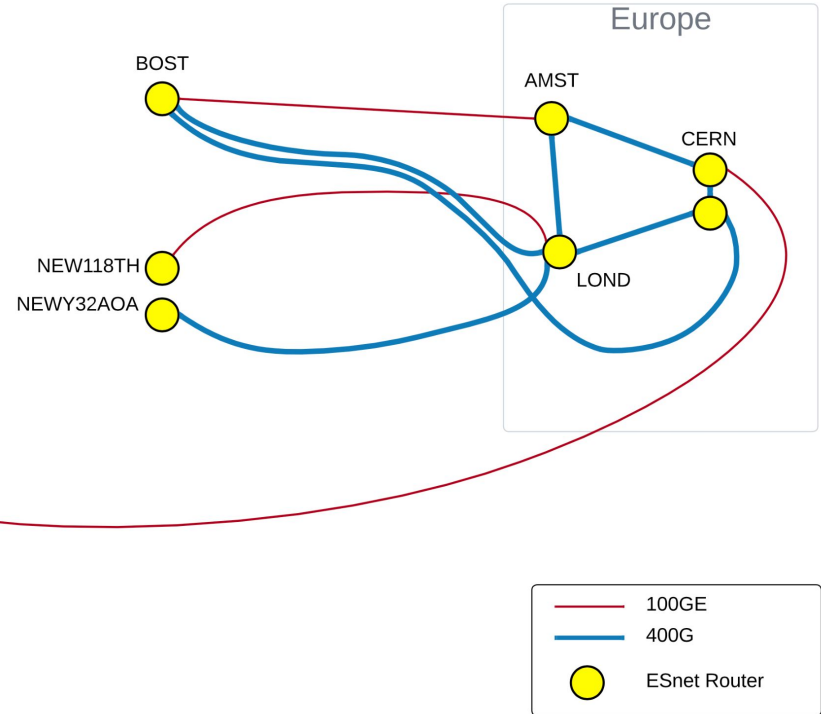 Europe
BOST
AMST
CERN
NEW118TH
NEWY32AOA
LOND
100GE
400G
ESnet Router